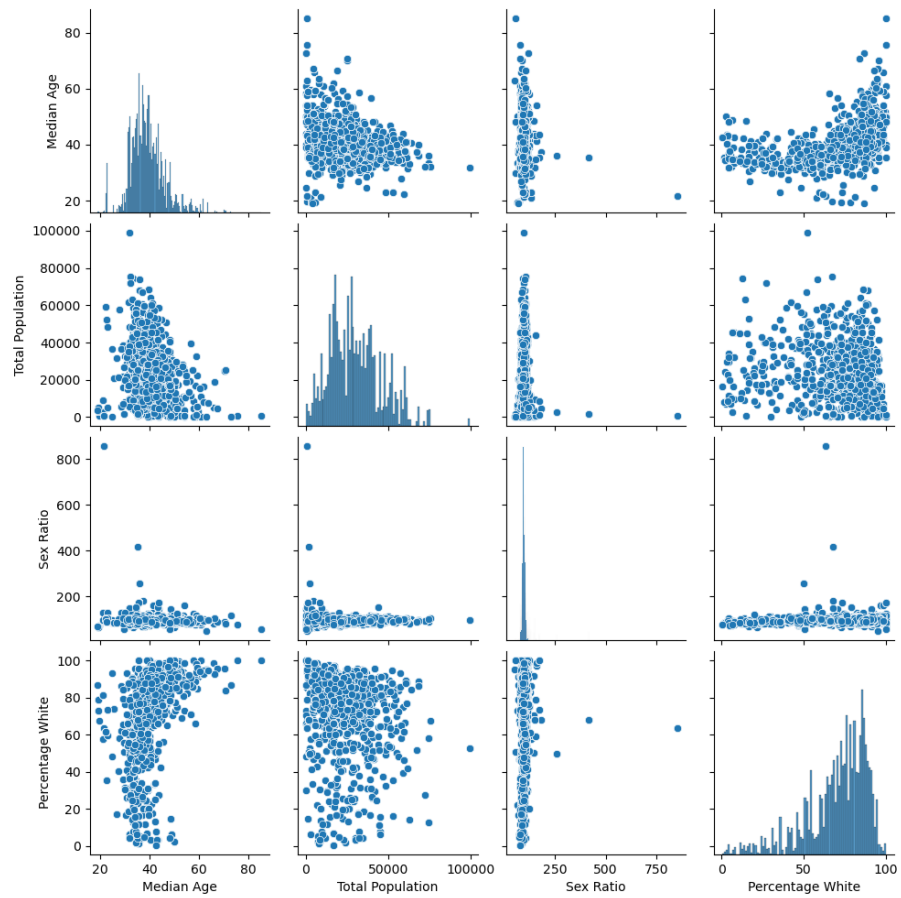 80
60
40
20
Median Age
100000
80000
60000
40000
20000
0
Total Population
800
600
400
200
Sex Ratio
100
80
60
40
20
0
Percentage White
20 40 60 80
Median Age
0 50000 100000
Total Population
0 250 500 750
Sex Ratio
0 50 100
Percentage White